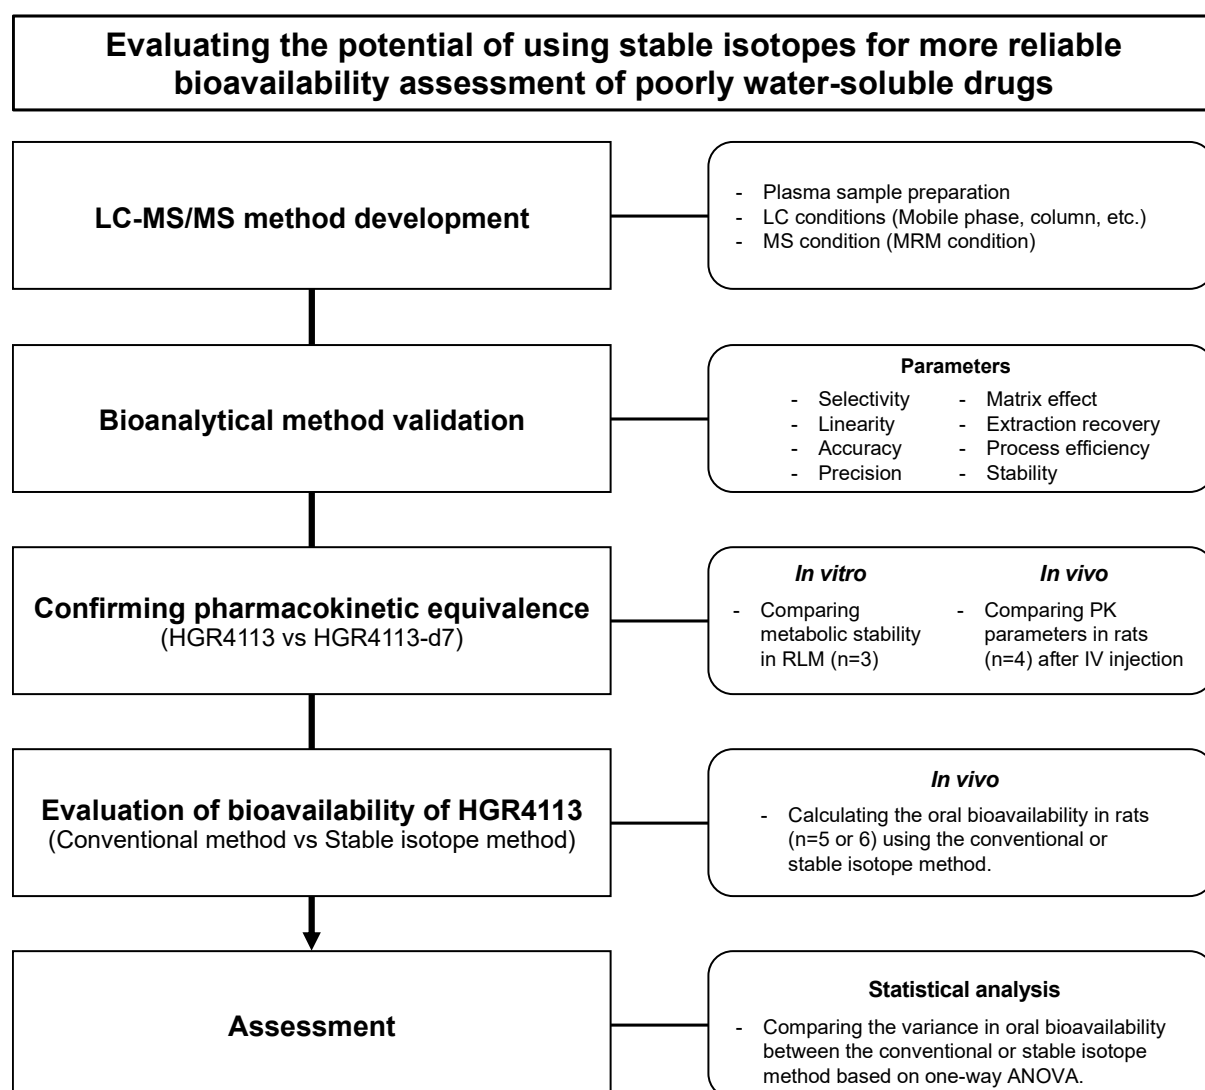 Evaluating the potential of using stable isotopes for more reliable
bioavailability assessment of poorly water-soluble drugs
LC-MS/MS method development
- Plasma sample preparation
- LC conditions (Mobile phase, column, etc.)
- MS condition (MRM condition)
Bioanalytical method validation
Parameters
- Selectivity
- Linearity
- Accuracy
- Precision
- Matrix effect
- Extraction recovery
- Process efficiency
- Stability
Confirming pharmacokinetic equivalence
(HGR4113 vs HGR4113-d7)
In vitro
- Comparing
metabolic stability
in RLM (n=3)
In vivo
- Comparing PK
parameters in rats
(n=4) after IV injection
Evaluation of bioavailability of HGR4113
(Conventional method vs Stable isotope method)
In vivo
- Calculating the oral bioavailability in rats
(n=5 or 6) using the conventional or
stable isotope method.
Assessment
Statistical analysis
- Comparing the variance in oral bioavailability
between the conventional or stable isotope
method based on one-way ANOVA.